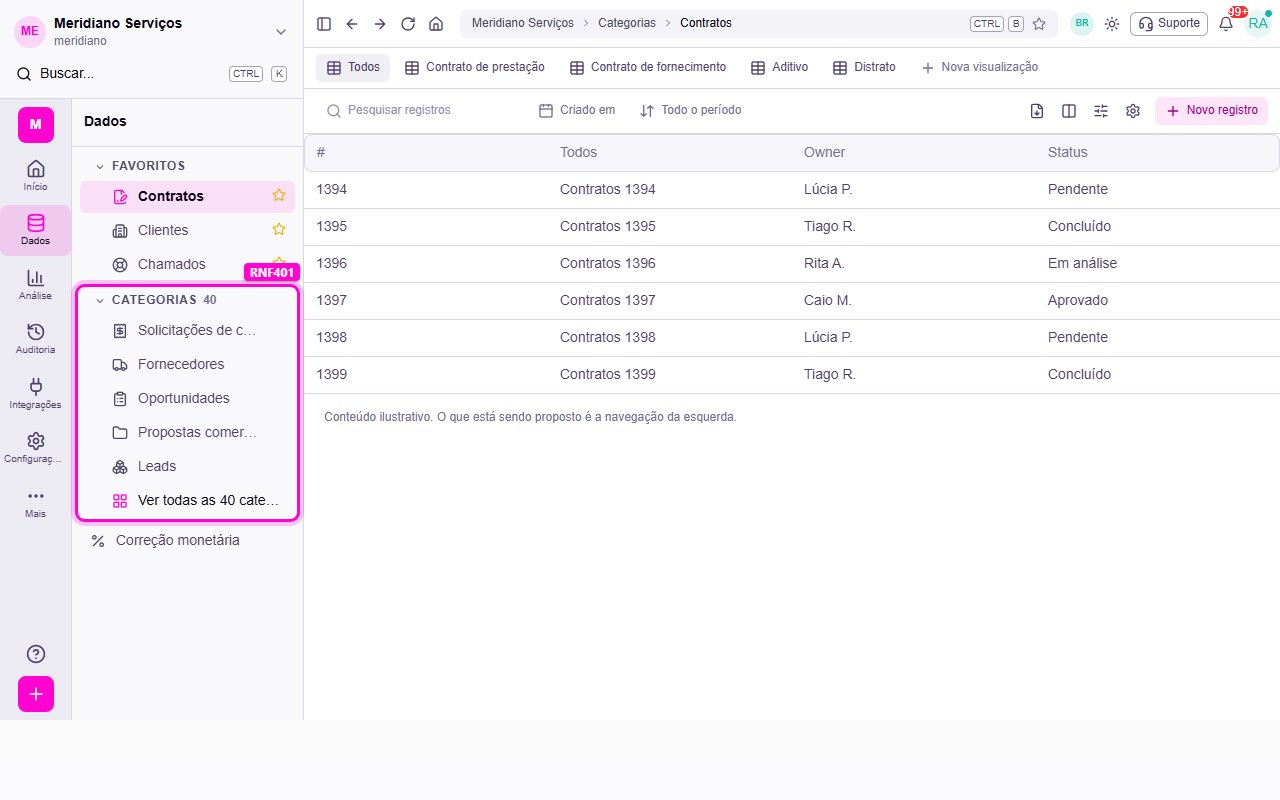 ME
Meridiano Serviços
meridiano
Buscar...
CTRL K
M
Início
Dados
Análise
Auditoria
Integrações
Configuraç...
Mais
Dados
FAVORITOS
Contratos
Clientes
Chamados
RNF401
CATEGORIAS 40
Solicitações de c...
Fornecedores
Oportunidades
Propostas comer...
Leads
Ver todas as 40 cate...
Correção monetária
Meridiano Serviços > Categorias > Contratos
CTRL B
BR
Suporte
99+
RA
Todos
Contrato de prestação
Contrato de fornecimento
Aditivo
Distrato
Nova visualização
Pesquisar registros
Criado em
Todo o período
Novo registro
# Todos Owner Status
1394 Contratos 1394 Lúcia P. Pendente
1395 Contratos 1395 Tiago R. Concluído
1396 Contratos 1396 Rita A. Em análise
1397 Contratos 1397 Caio M. Aprovado
1398 Contratos 1398 Lúcia P. Pendente
1399 Contratos 1399 Tiago R. Concluído
Conteúdo ilustrativo. O que está sendo proposto é a navegação da esquerda.